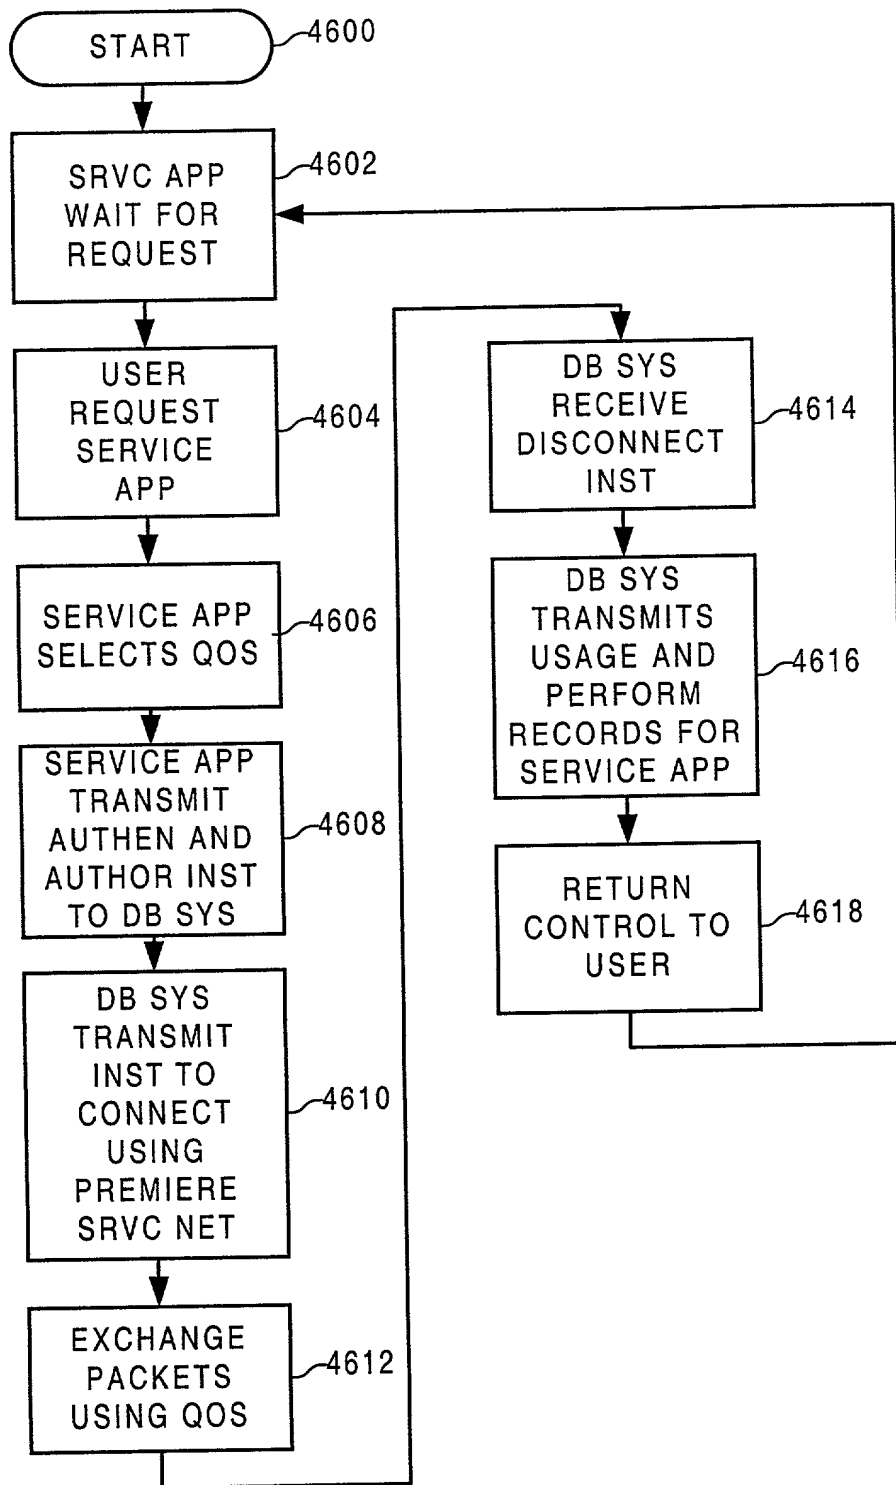 START
4600
SRVC APP
WAIT FOR
REQUEST
4602
USER
REQUEST
SERVICE
APP
4604
SERVICE APP
SELECTS QOS
4606
SERVICE APP
TRANSMIT
AUTHEN AND
AUTHOR INST
TO DB SYS
4608
DB SYS
TRANSMIT
INST TO
CONNECT
USING
PREMIERE
SRVC NET
4610
EXCHANGE
PACKETS
USING QOS
4612
DB SYS
RECEIVE
DISCONNECT
INST
4614
DB SYS
TRANSMITS
USAGE AND
PERFORM
RECORDS FOR
SERVICE APP
4616
RETURN
CONTROL TO
USER
4618